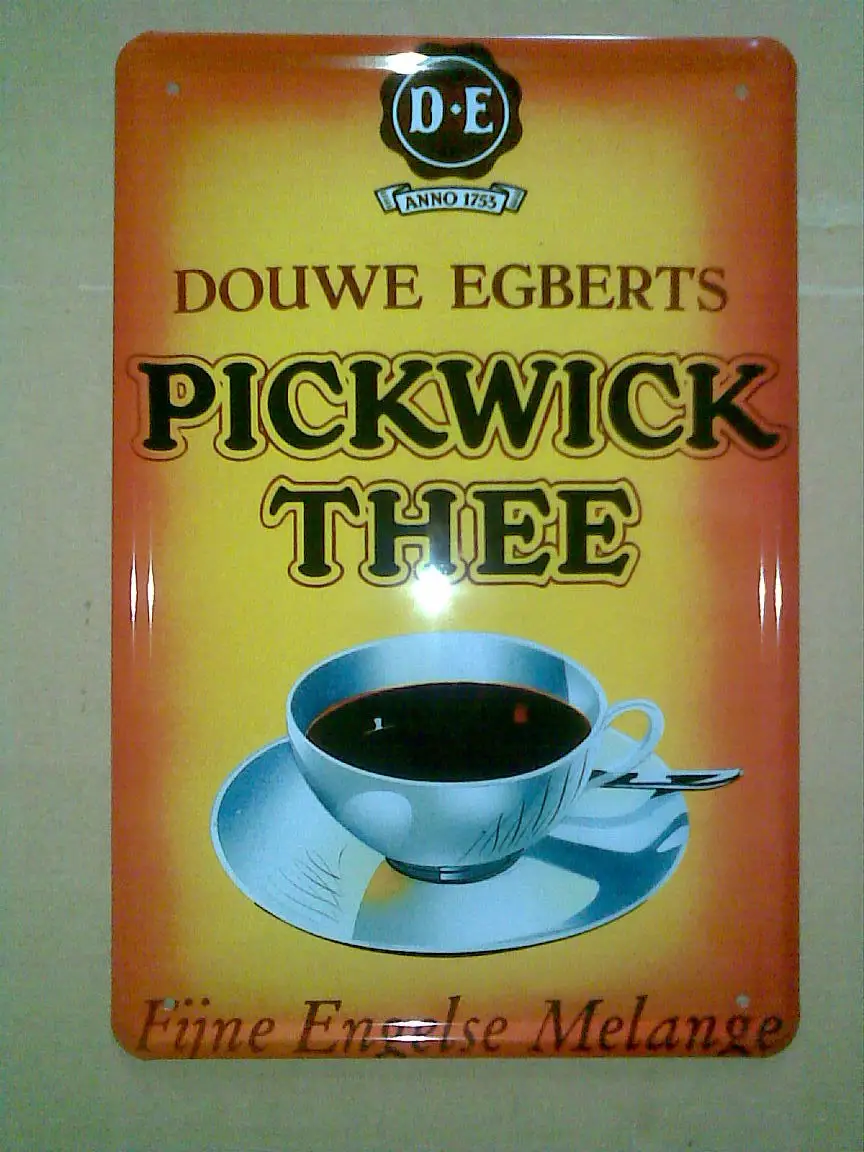 D·E
ANNO 1753
DOUWE EGBERTS
PICKWICK
THEE
Fijne Engelse Melange